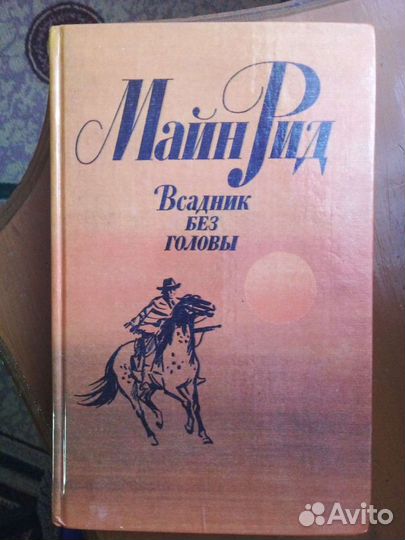 Майн Рид
Всадник
без
головы
Avito